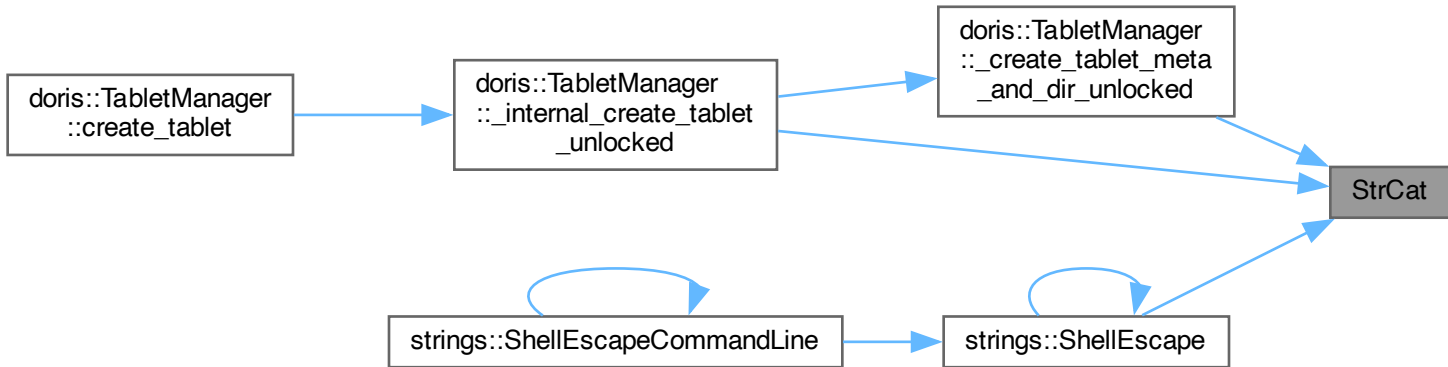 doris::TabletManager
::create_tablet
doris::TabletManager
::_internal_create_tablet
_unlocked
doris::TabletManager
::_create_tablet_meta
_and_dir_unlocked
StrCat
strings::ShellEscapeCommandLine
strings::ShellEscape